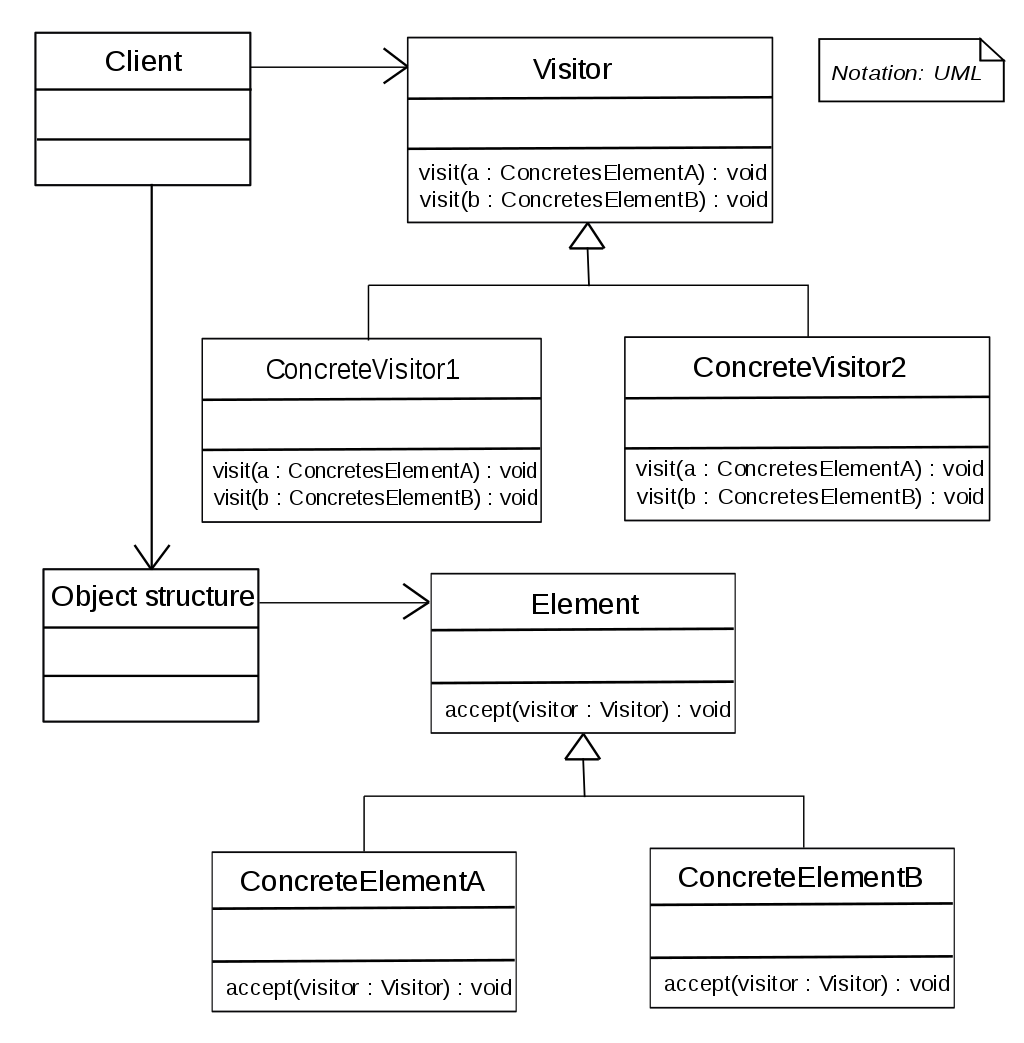 Client
Visitor
Notation: UML
visit(a : ConcretesElementA) : void
visit(b : ConcretesElementB) : void
ConcreteVisitor1
visit(a : ConcretesElementA) : void
visit(b : ConcretesElementB) : void
ConcreteVisitor2
visit(a : ConcretesElementA) : void
visit(b : ConcretesElementB) : void
Object structure
Element
accept(visitor : Visitor) : void
ConcreteElementA
accept(visitor : Visitor) : void
ConcreteElementB
accept(visitor : Visitor) : void